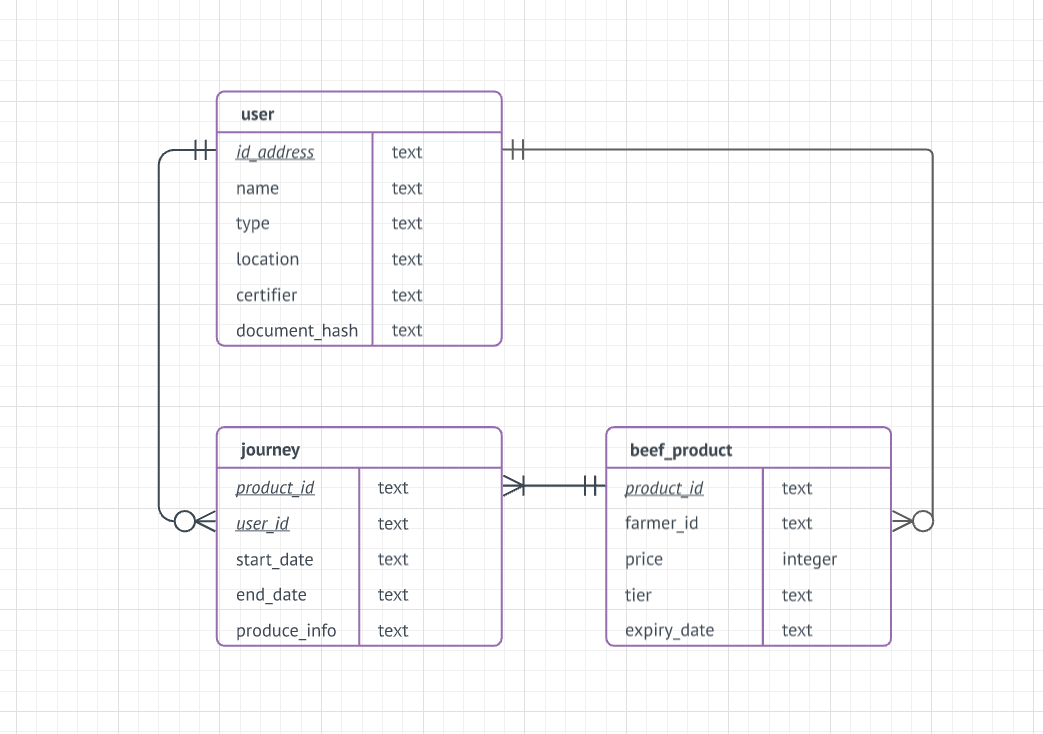 user
id_address text
name text
type text
location text
certifier text
document_hash text
journey
product_id text
user_id text
start_date text
end_date text
produce_info text
beef_product
product_id text
farmer_id text
price integer
tier text
expiry_date text